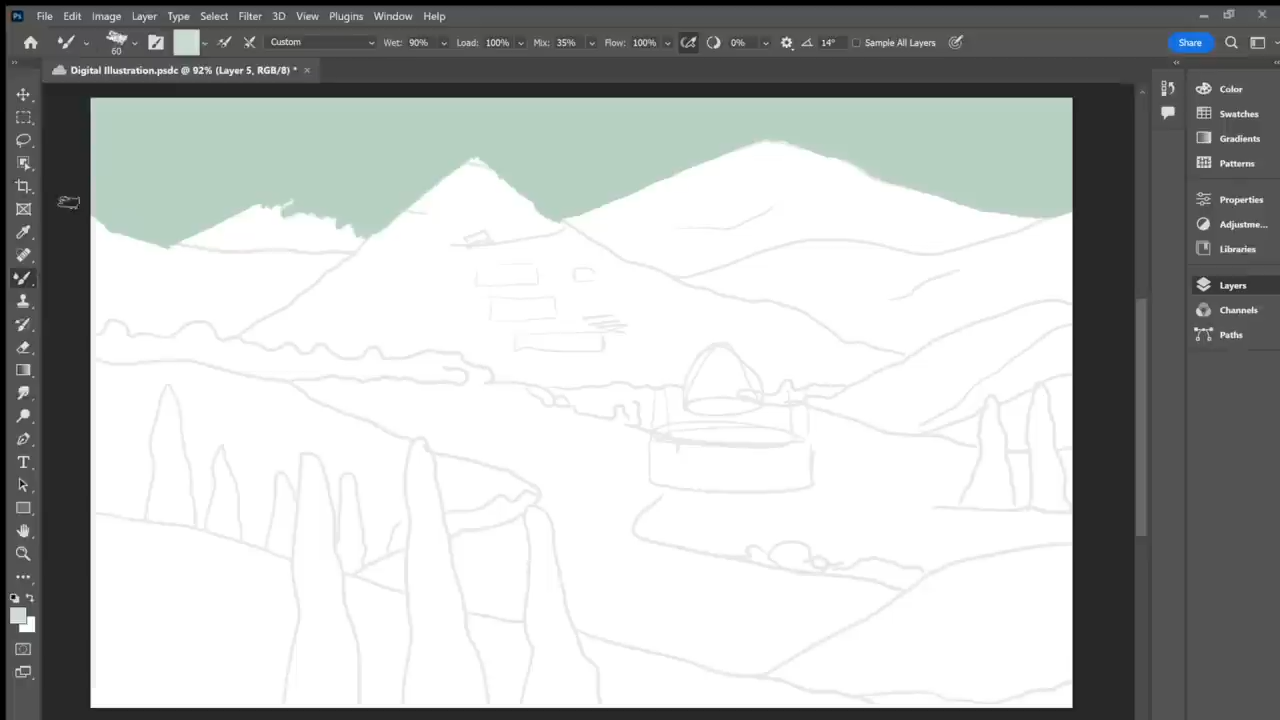 Ps File Edit Image Layer Type Select Filter 3D View Plugins Window Help
60 Custom Wet: 90% Load: 100% Mix: 35% Flow: 100% 0% 14° Sample All Layers Share
Digital Illustration.psdc @ 92% (Layer 5, RGB/8) *
Color
Swatches
Gradients
Patterns
Properties
Adjustme...
Libraries
Layers
Channels
Paths